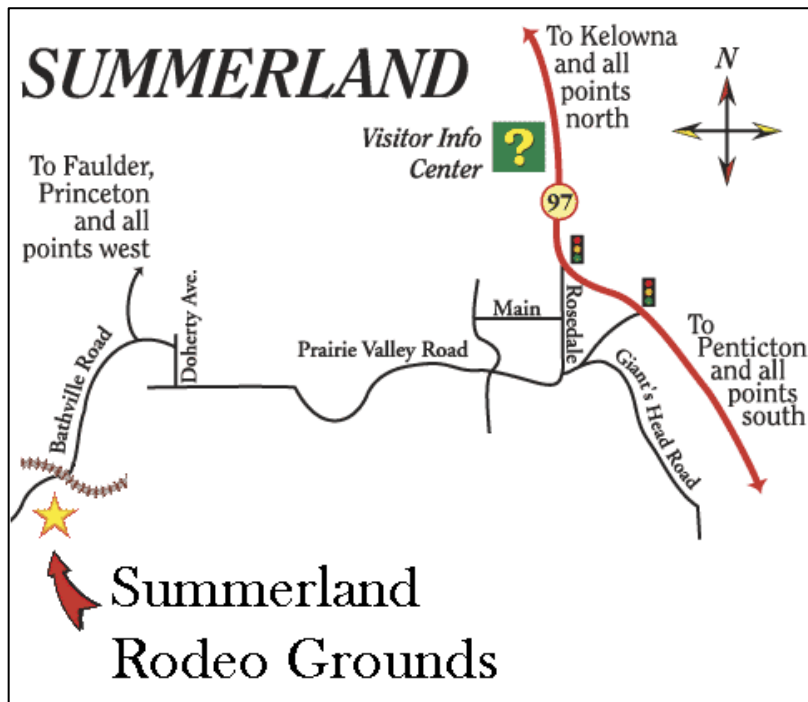 SUMMERLAND
To Kelowna
and all
points
north
N
Visitor Info
Center
?
97
To Faulder,
Princeton
and all
points west
Doherty Ave.
Bathville Road
Prairie Valley Road
Main
Rosedale
Giant's Head Road
To
Penticton
and all
points
south
Summerland
Rodeo Grounds